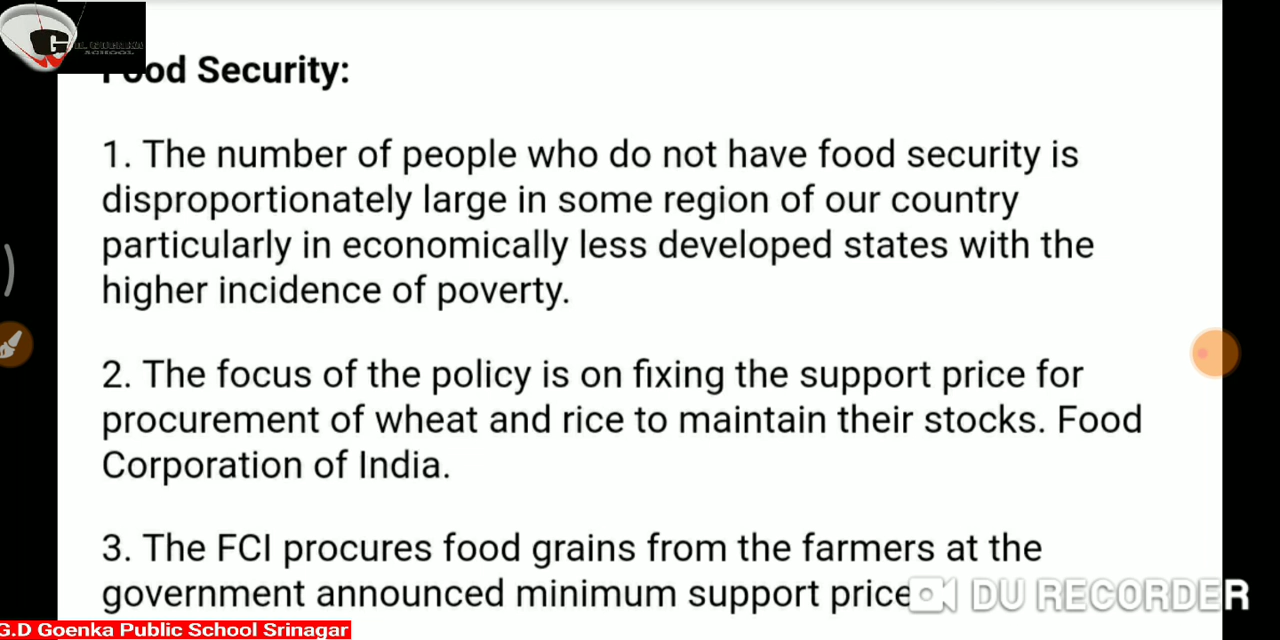 Food Security:
1. The number of people who do not have food security is
disproportionately large in some region of our country
particularly in economically less developed states with the
higher incidence of poverty.
2. The focus of the policy is on fixing the support price for
procurement of wheat and rice to maintain their stocks. Food
Corporation of India.
3. The FCI procures food grains from the farmers at the
government announced minimum support price
DU RECORDER
G.D Goenka Public School Srinagar